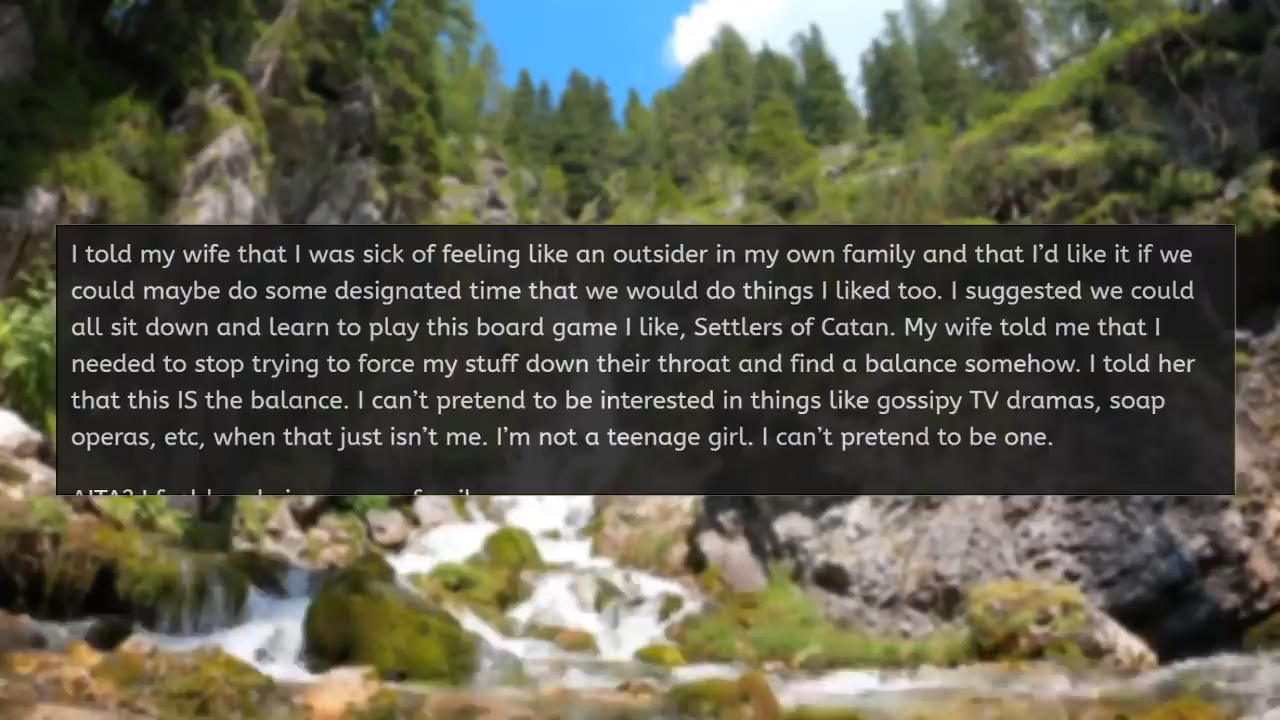 I told my wife that I was sick of feeling like an outsider in my own family and that I’d like it if we
could maybe do some designated time that we would do things I liked too. I suggested we could
all sit down and learn to play this board game I like, Settlers of Catan. My wife told me that I
needed to stop trying to force my stuff down their throat and find a balance somehow. I told her
that this IS the balance. I can’t pretend to be interested in things like gossipy TV dramas, soap
operas, etc, when that just isn’t me. I’m not a teenage girl. I can’t pretend to be one.
AITA? I